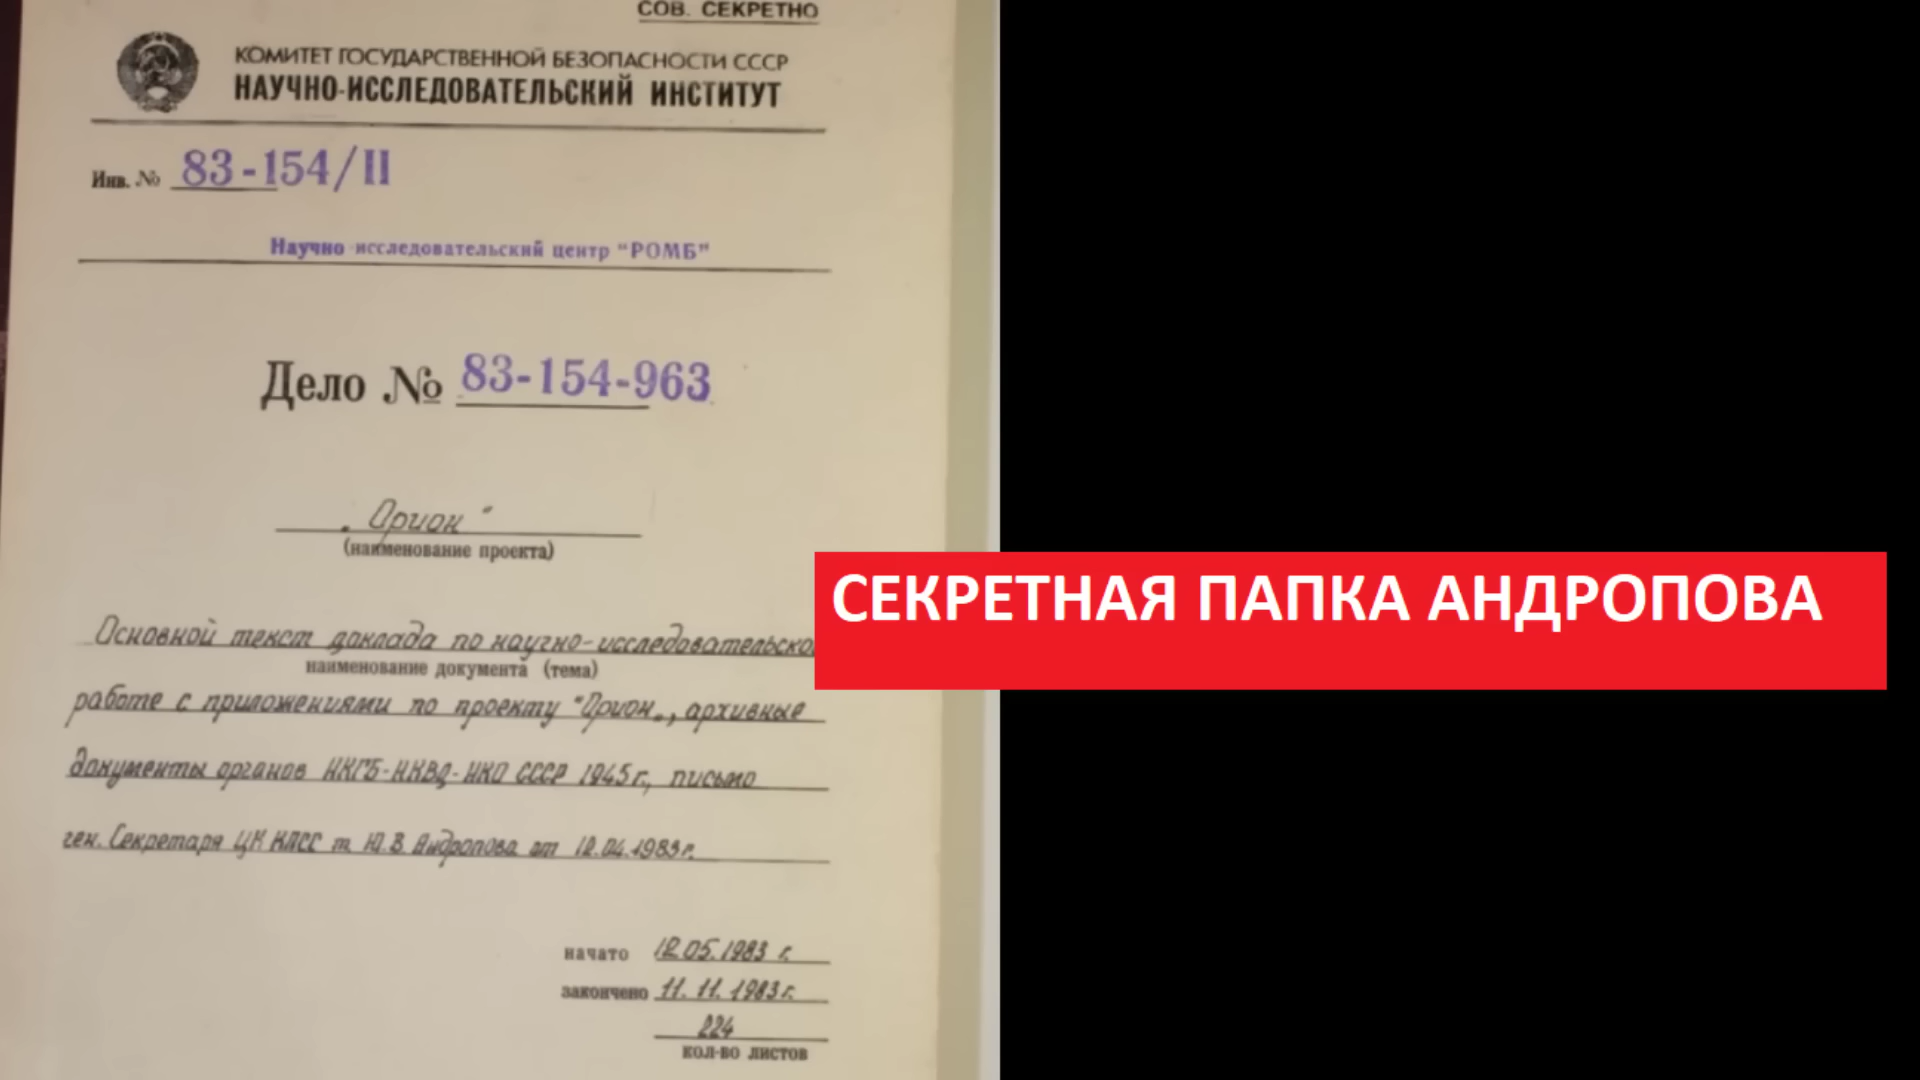 СОВ. СЕКРЕТНО
КОМИТЕТ ГОСУДАРСТВЕННОЙ БЕЗОПАСНОСТИ СССР
НАУЧНО-ИССЛЕДОВАТЕЛЬСКИЙ ИНСТИТУТ
Инв. № 83-154/II
Научно-исследовательский центр "РОМБ"
Дело № 83-154-963
„Орион"
(наименование проекта)
Основной текст доклада по научно-исследовательско
наименование документа (тема)
работе с приложениями по проекту "Орион„, архивные
документы органов НКГБ-НКВД-НКО СССР 1945г., письмо
ген. Секретаря ЦК КПСС т. Ю.В. Андропова от 12.04.1983г.
начато 12.05.1983 г.
закончено 11.11.1983г.
224
кол-во листов
СЕКРЕТНАЯ ПАПКА АНДРОПОВА